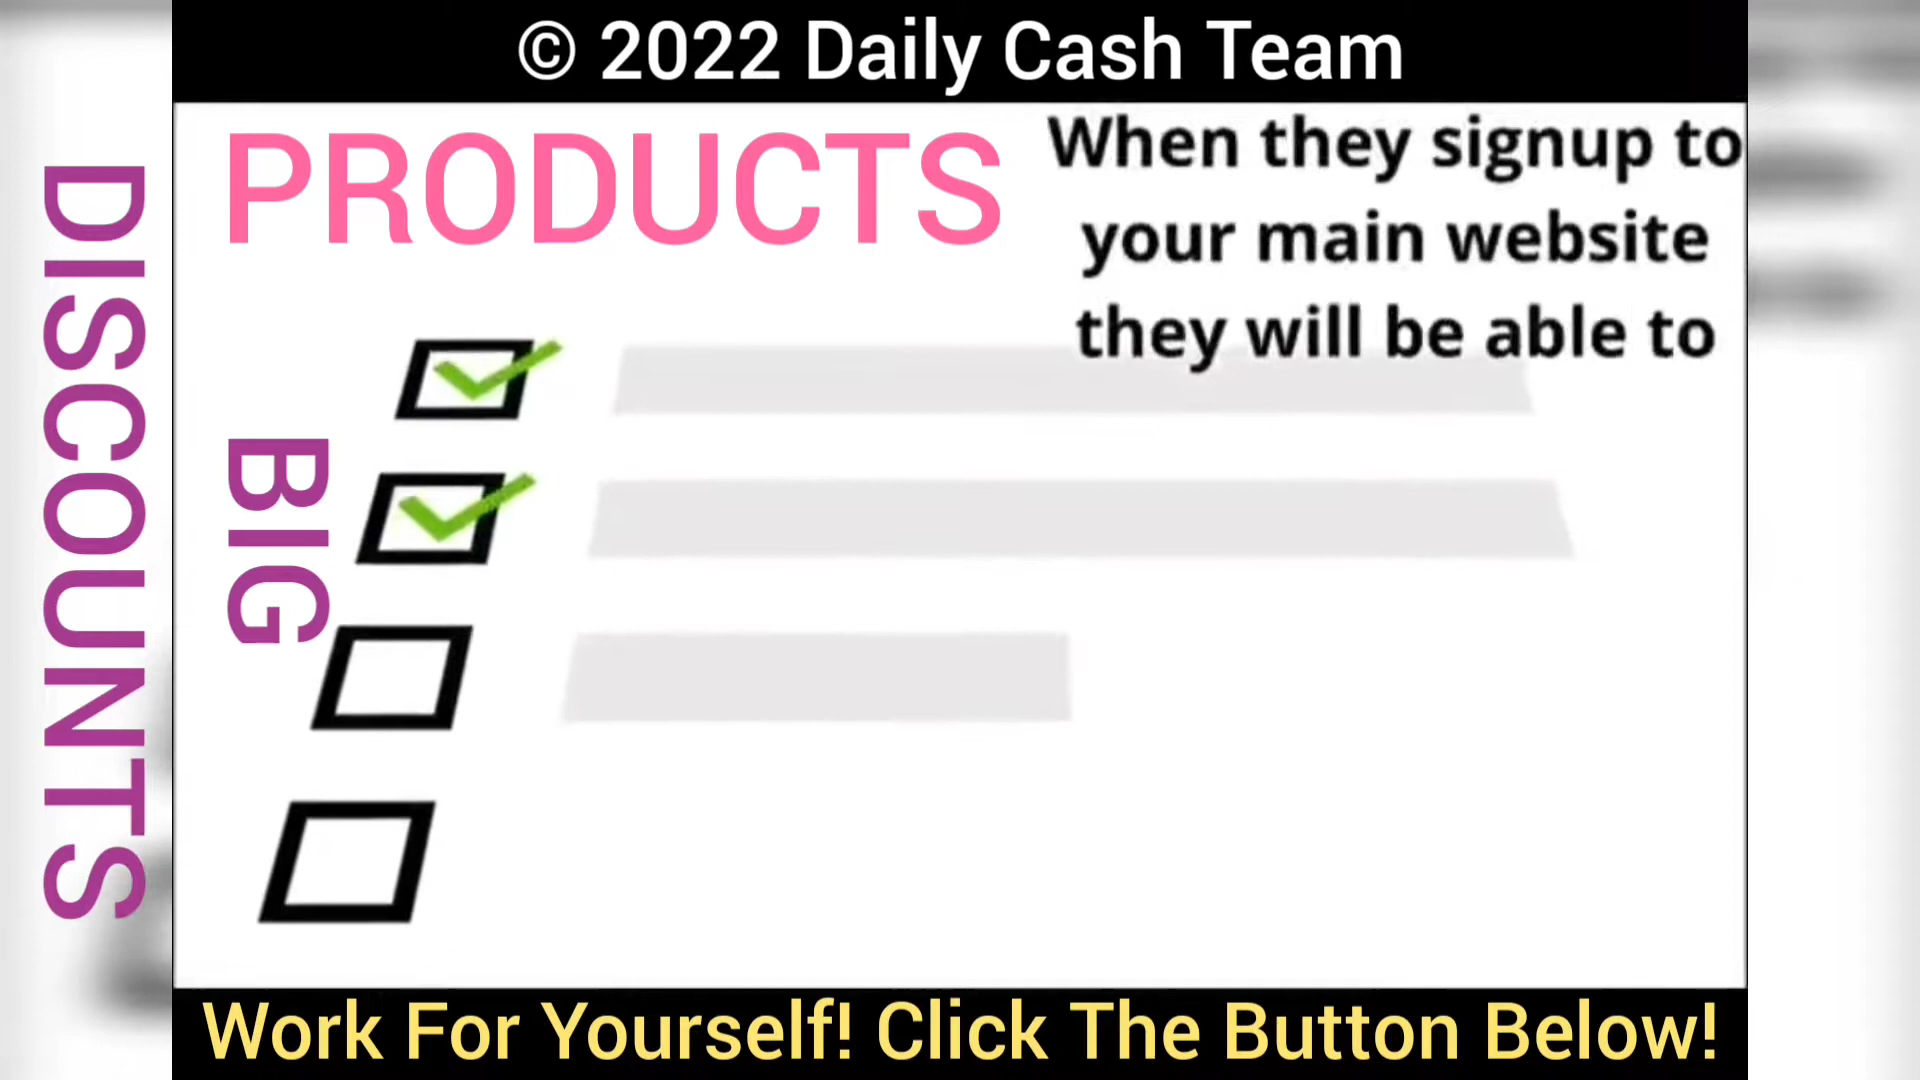 © 2022 Daily Cash Team
PRODUCTS
When they signup to
your main website
they will be able to
BIG
DISCOUNTS
Work For Yourself! Click The Button Below!